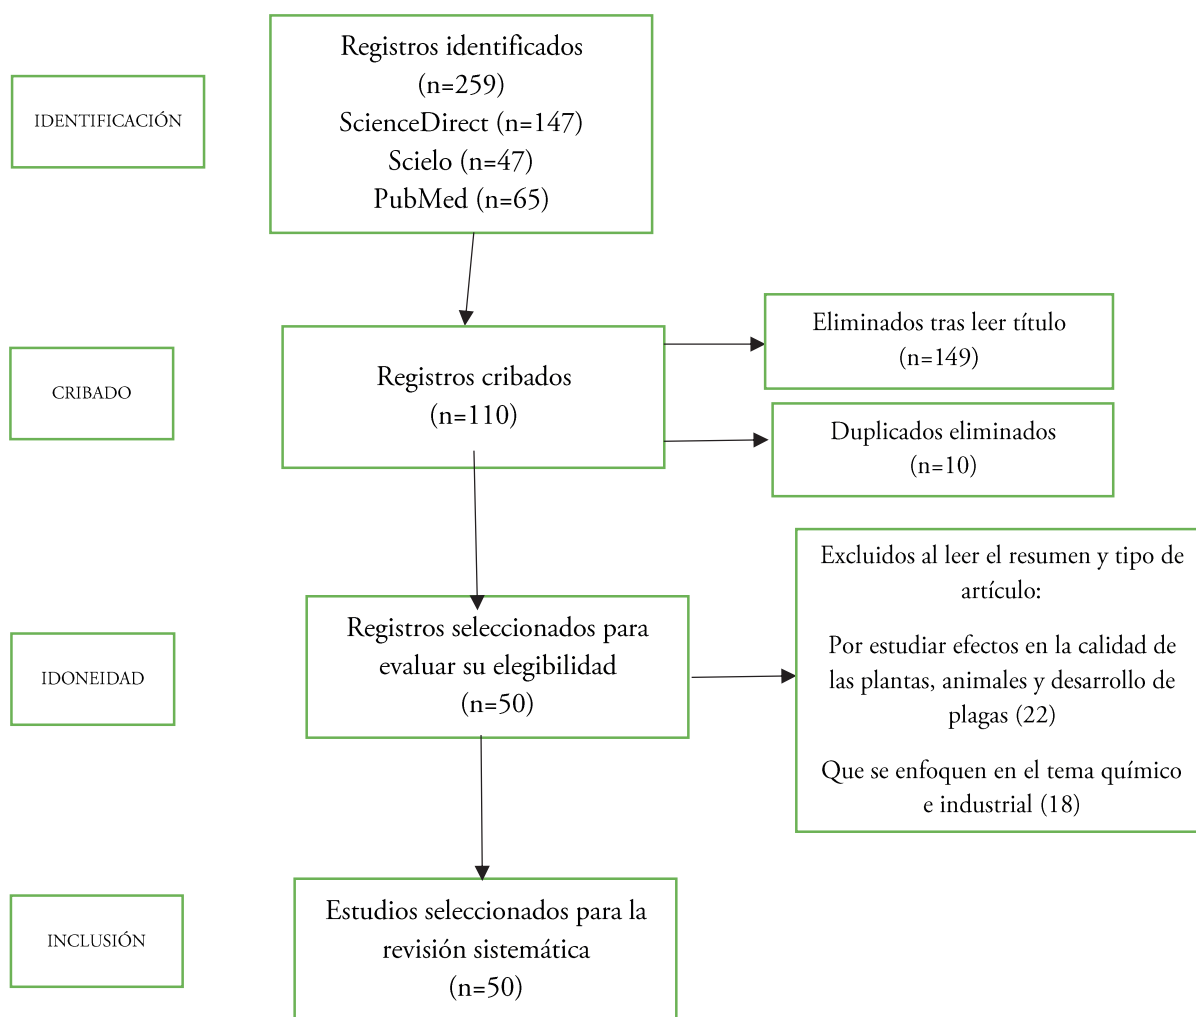 IDENTIFICACIÓN
Registros identificados
(n=259)
ScienceDirect (n=147)
Scielo (n=47)
PubMed (n=65)
CRIBADO
Registros cribados
(n=110)
Eliminados tras leer título
(n=149)
Duplicados eliminados
(n=10)
IDONEIDAD
Registros seleccionados para
evaluar su elegibilidad
(n=50)
Excluidos al leer el resumen y tipo de
artículo:
Por estudiar efectos en la calidad de
las plantas, animales y desarrollo de
plagas (22)
Que se enfoquen en el tema químico
e industrial (18)
INCLUSIÓN
Estudios seleccionados para la
revisión sistemática
(n=50)